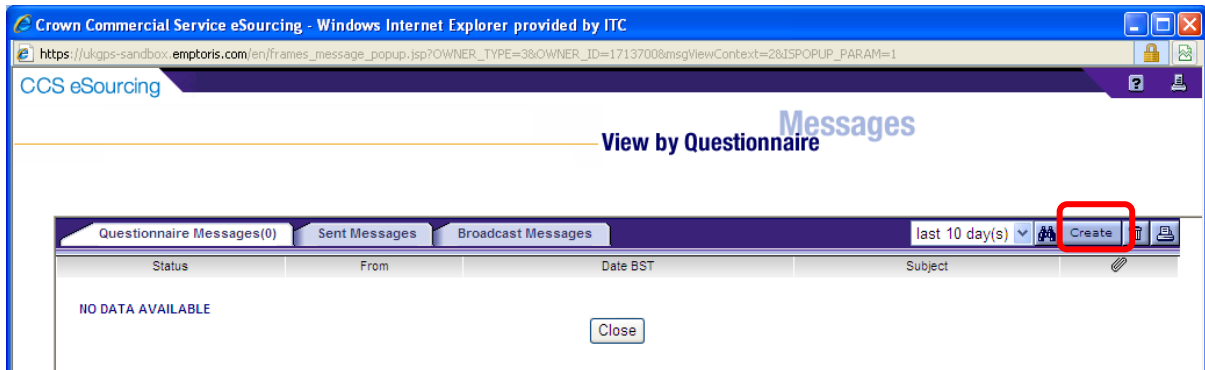 Crown Commercial Service eSourcing - Windows Internet Explorer provided by ITC
https://ukgps-sandbox.emptoris.com/en/frames_message_popup.jsp?OWNER_TYPE=3&OWNER_ID=1713700&msgViewContext=2&ISPOPUP_PARAM=1
CCS eSourcing
Messages
View by Questionnaire
Questionnaire Messages(0) Sent Messages Broadcast Messages last 10 day(s) Create
Status From Date BST Subject
NO DATA AVAILABLE
Close